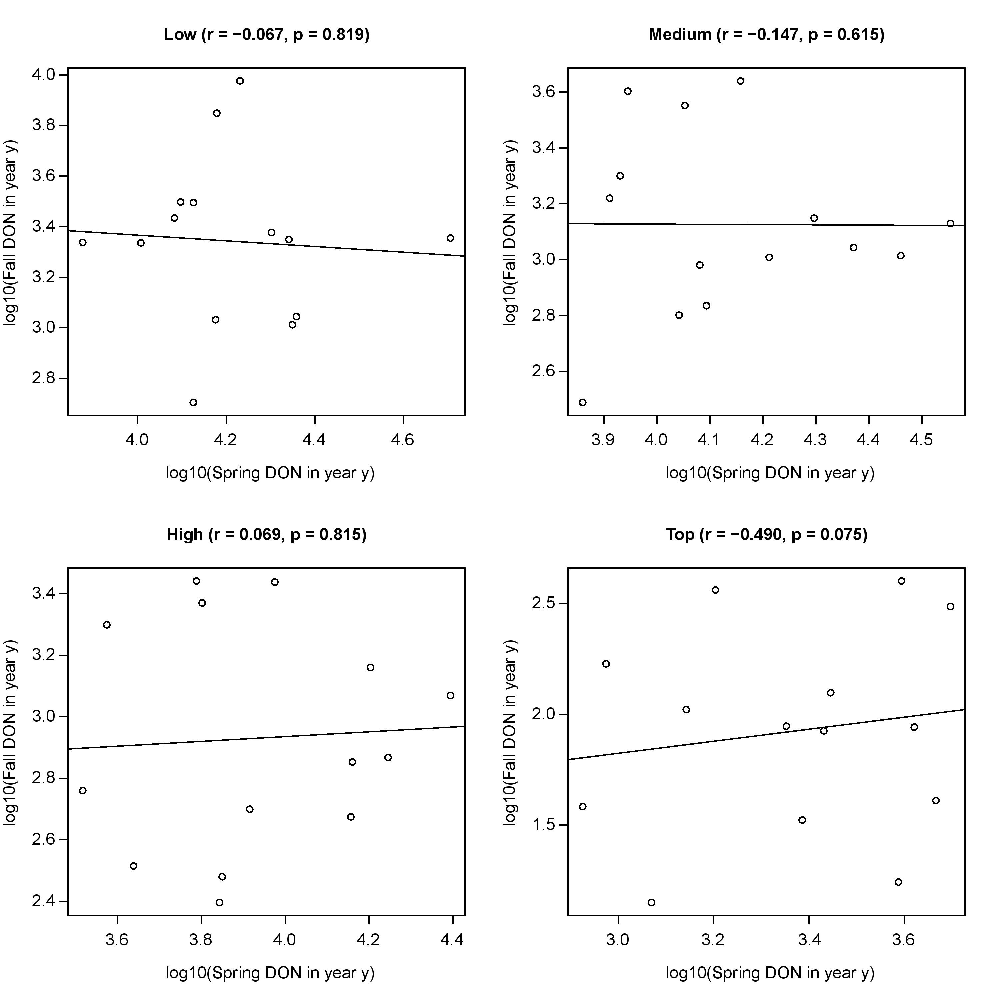 Low (r = −0.067, p = 0.819)
4.0
3.8
3.6
3.4
3.2
3.0
2.8
log10(Fall DON in year y)
4.0 4.2 4.4 4.6
log10(Spring DON in year y)
Medium (r = −0.147, p = 0.615)
3.6
3.4
3.2
3.0
2.8
2.6
log10(Fall DON in year y)
3.9 4.0 4.1 4.2 4.3 4.4 4.5
log10(Spring DON in year y)
High (r = 0.069, p = 0.815)
3.4
3.2
3.0
2.8
2.6
2.4
log10(Fall DON in year y)
3.6 3.8 4.0 4.2 4.4
log10(Spring DON in year y)
Top (r = −0.490, p = 0.075)
2.5
2.0
1.5
log10(Fall DON in year y)
3.0 3.2 3.4 3.6
log10(Spring DON in year y)